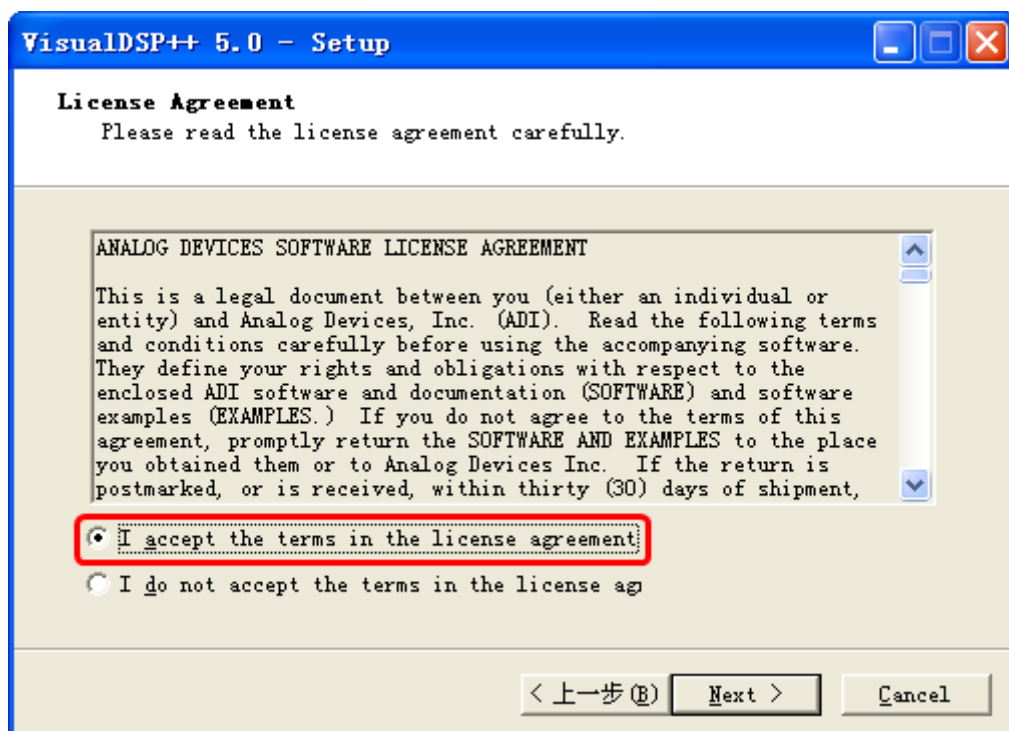 VisualDSP++ 5.0 - Setup
License Agreement
Please read the license agreement carefully.
ANALOG DEVICES SOFTWARE LICENSE AGREEMENT
This is a legal document between you (either an individual or
entity) and Analog Devices, Inc. (ADI).  Read the following terms
and conditions carefully before using the accompanying software.
They define your rights and obligations with respect to the
enclosed ADI software and documentation (SOFTWARE) and software
examples (EXAMPLES.)  If you do not agree to the terms of this
agreement, promptly return the SOFTWARE AND EXAMPLES to the place
you obtained them or to Analog Devices Inc.  If the return is
postmarked, or is received, within thirty (30) days of shipment,
I accept the terms in the license agreement
I do not accept the terms in the license ag
< 上一步(B) Next > Cancel